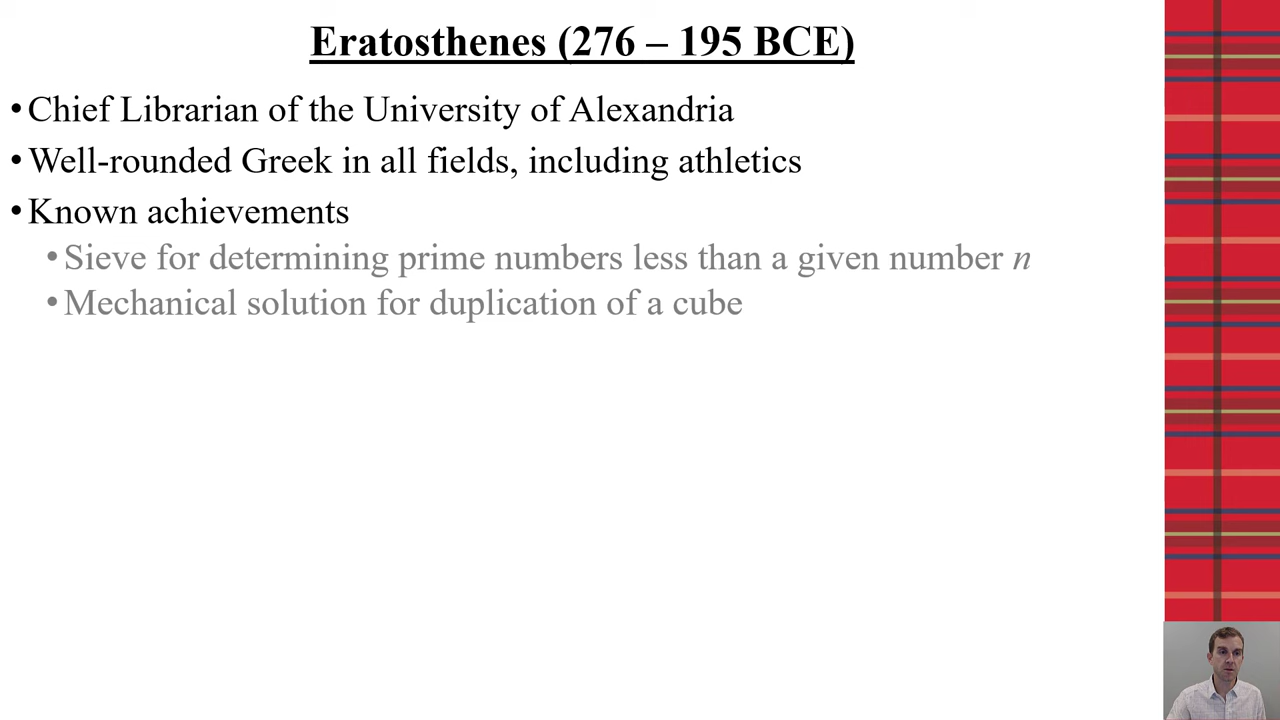 Eratosthenes (276 – 195 BCE)
•Chief Librarian of the University of Alexandria
•Well-rounded Greek in all fields, including athletics
•Known achievements
•Sieve for determining prime numbers less than a given number n
•Mechanical solution for duplication of a cube